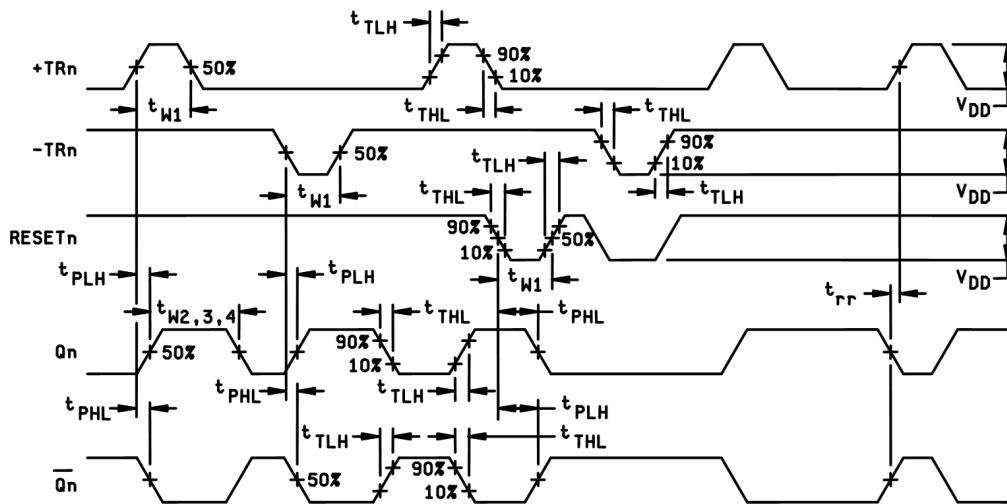 t TLH
+TRn
50%
90%
10%
t W1
t THL
t THL
V DD
-TRn
50%
90%
10%
t TLH
t W1
t THL
t TLH
V DD
RESETn
90%
10%
50%
t PLH
t PLH
t W1
V DD
t W2,3,4
t THL
t PHL
t rr
Qn
50%
90%
10%
t PHL
t PHL
t TLH
t PLH
t TLH
t THL
Qn
50%
90%
10%